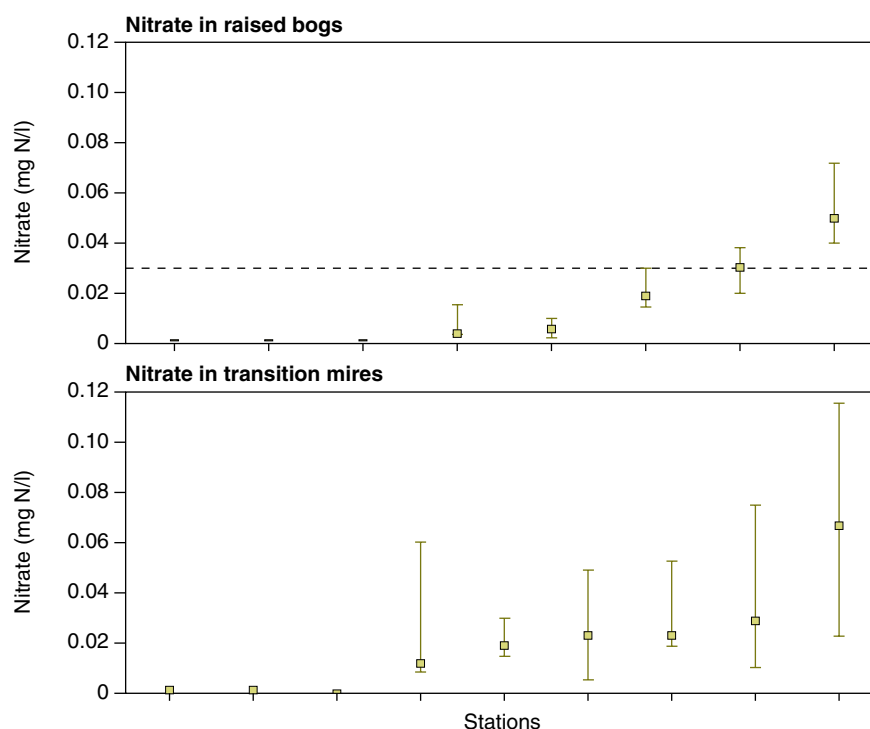 Nitrate in raised bogs
0.12
0.10
0.08
0.06
0.04
0.02
0
Nitrate (mg N/l)
Nitrate in transition mires
0.12
0.10
0.08
0.06
0.04
0.02
0
Nitrate (mg N/l)
Stations